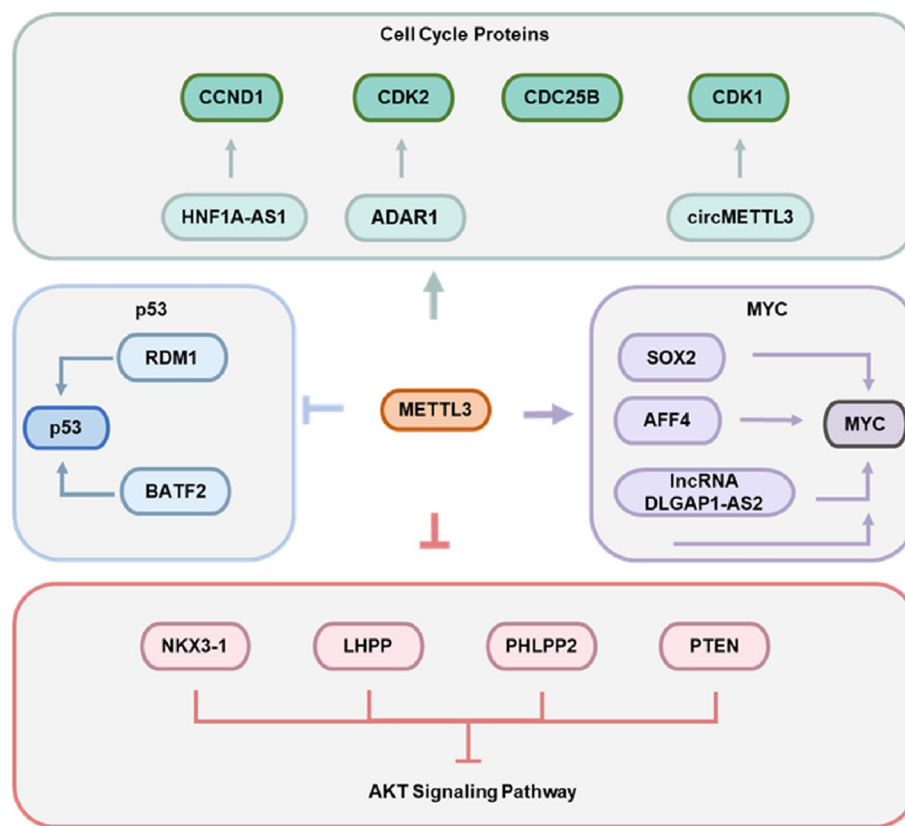 Cell Cycle Proteins
CCND1
CDK2
CDC25B
CDK1
HNF1A-AS1
ADAR1
circMETTL3
p53
RDM1
p53
BATF2
METTL3
MYC
SOX2
AFF4
MYC
lncRNA
DLGAP1-AS2
NKX3-1
LHPP
PHLPP2
PTEN
AKT Signaling Pathway